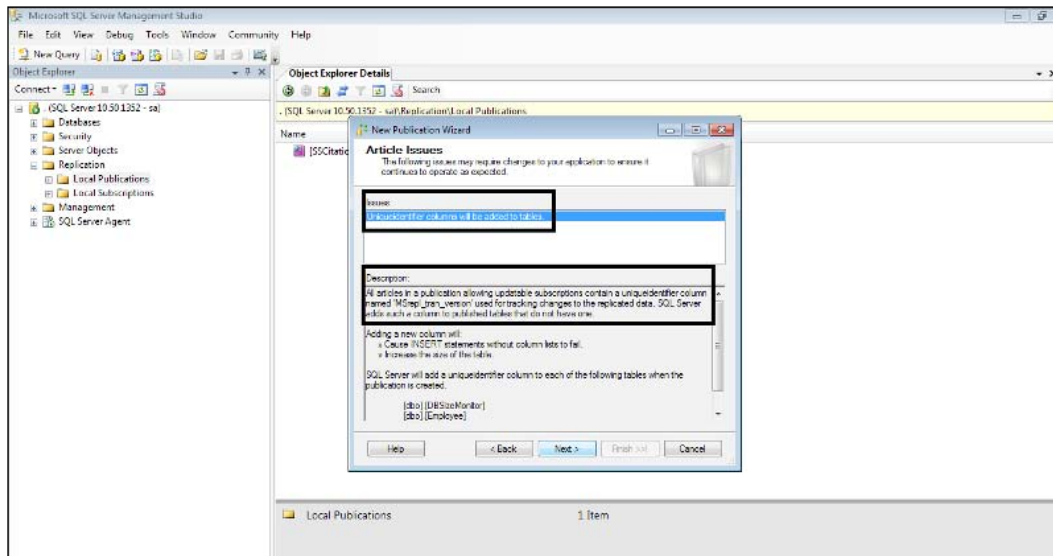 Microsoft SQL Server Management Studio
File Edit View Debug Tools Window Community Help
New Query
Object Explorer
Connect
. (SQL Server 10.50.1352 - sa)
Databases
Security
Server Objects
Replication
Local Publications
Local Subscriptions
Management
SQL Server Agent
Object Explorer Details
Search
. (SQL Server 10.50.1352 - sa)\Replication\Local Publications
Name
[SSCitatio
New Publication Wizard
Article Issues
The following issues may require changes to your application to ensure it
continues to operate as expected.
Issues:
Uniqueidentifier columns will be added to tables.
Description:
All articles in a publication allowing updatable subscriptions contain a uniqueidentifier column
named 'MSrepl_tran_version' used for tracking changes to the replicated data. SQL Server
adds such a column to published tables that do not have one.
Adding a new column will:
» Cause INSERT statements without column lists to fail.
» Increase the size of the table.
SQL Server will add a uniqueidentifier column to each of the following tables when the
publication is created.
[dbo].[DBSizeMonitor]
[dbo].[Employee]
Help < Back Next > Finish >>| Cancel
Local Publications 1 Item